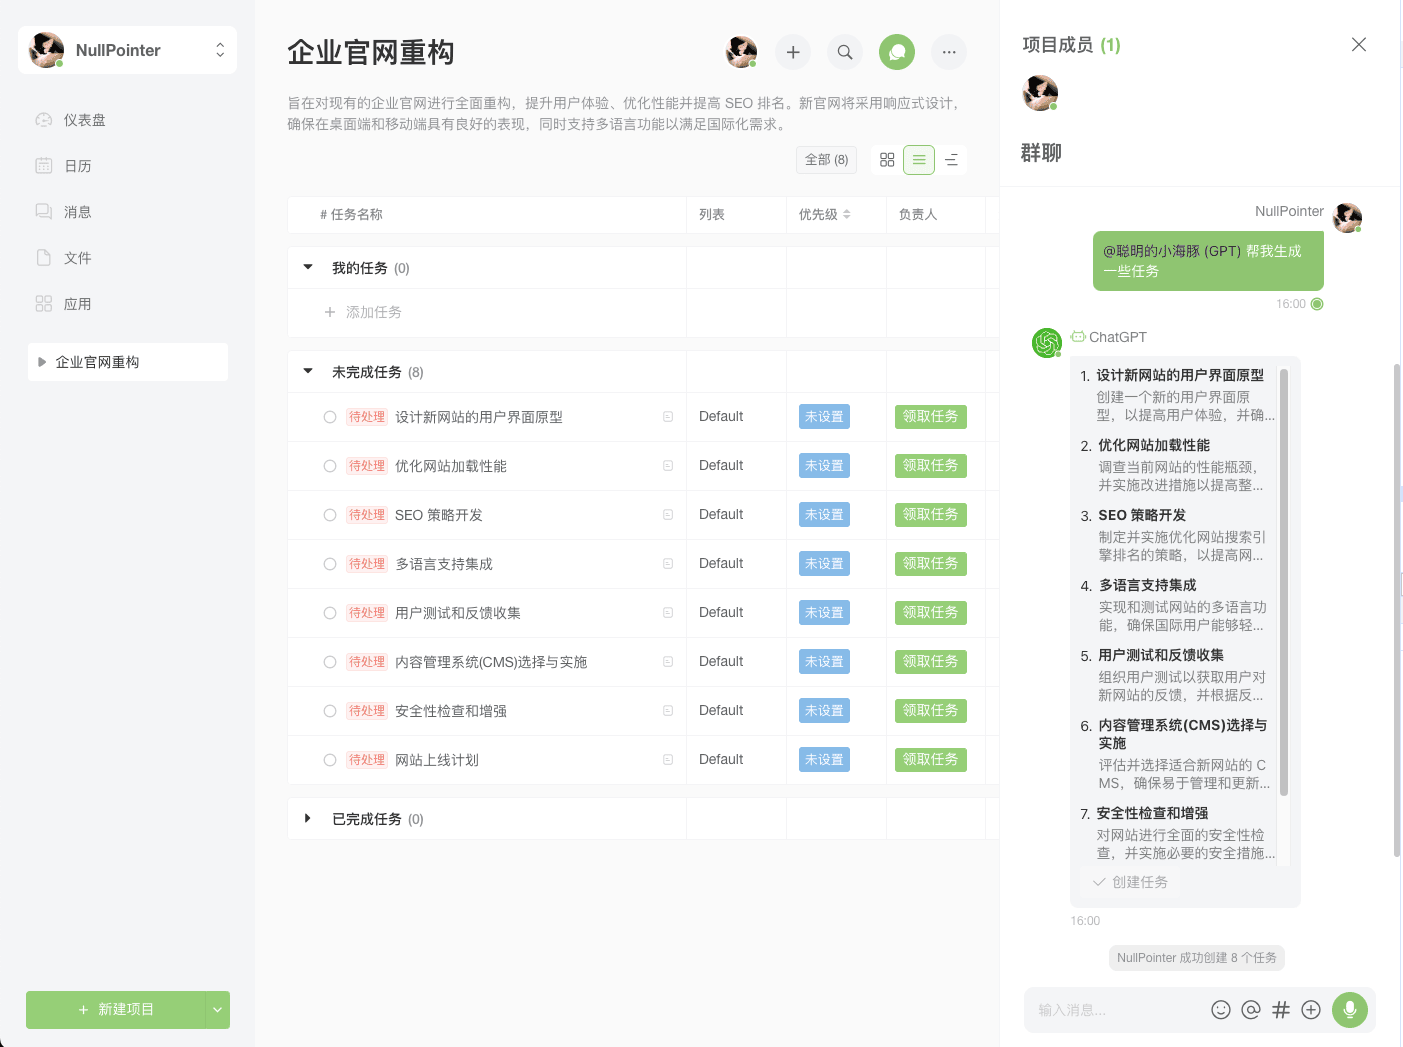 NullPointer
仪表盘
日历
消息
文件
应用
企业官网重构
新建项目
企业官网重构
旨在对现有的企业官网进行全面重构，提升用户体验、优化性能并提高 SEO 排名。新官网将采用响应式设计，
确保在桌面端和移动端具有良好的表现，同时支持多语言功能以满足国际化需求。
全部 (8)
# 任务名称 列表 优先级 负责人
我的任务 (0)
添加任务
未完成任务 (8)
待处理 设计新网站的用户界面原型 Default 未设置 领取任务
待处理 优化网站加载性能 Default 未设置 领取任务
待处理 SEO 策略开发 Default 未设置 领取任务
待处理 多语言支持集成 Default 未设置 领取任务
待处理 用户测试和反馈收集 Default 未设置 领取任务
待处理 内容管理系统(CMS)选择与实施 Default 未设置 领取任务
待处理 安全性检查和增强 Default 未设置 领取任务
待处理 网站上线计划 Default 未设置 领取任务
已完成任务 (0)
项目成员 (1)
群聊
NullPointer
@聪明的小海豚 (GPT) 帮我生成
一些任务
16:00
ChatGPT
1. 设计新网站的用户界面原型
创建一个新的用户界面原
型，以提高用户体验，并确...
2. 优化网站加载性能
调查当前网站的性能瓶颈，
并实施改进措施以提高整...
3. SEO 策略开发
制定并实施优化网站搜索引
擎排名的策略，以提高网...
4. 多语言支持集成
实现和测试网站的多语言功
能，确保国际用户能够轻...
5. 用户测试和反馈收集
组织用户测试以获取用户对
新网站的反馈，并根据反...
6. 内容管理系统(CMS)选择与
实施
评估并选择适合新网站的 C
MS，确保易于管理和更新...
7. 安全性检查和增强
对网站进行全面的安全性检
查，并实施必要的安全措施...
创建任务
16:00
NullPointer 成功创建 8 个任务
输入消息...